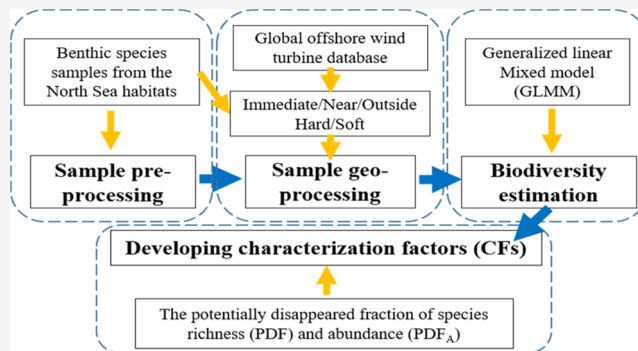 Benthic species
samples from the
North Sea habitats
Sample pre-
processing
Global offshore wind
turbine database
Immediate/Near/Outside
Hard/Soft
Sample geo-
processing
Generalized linear
Mixed model
(GLMM)
Biodiversity
estimation
Developing characterization factors (CFs)
The potentially disappeared fraction of species
richness (PDF) and abundance (PDFA)